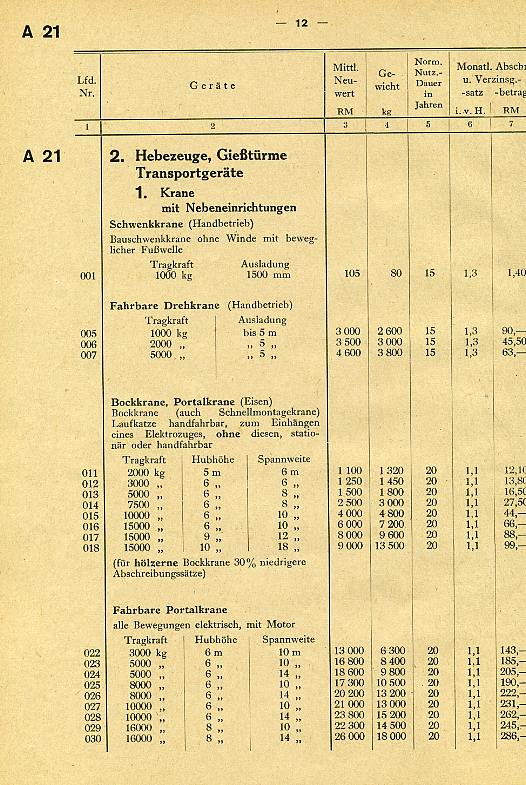 — 12 —
A 21
Lfd. Nr. | Geräte | Mittl. Neu-wert RM | Ge-wicht kg | Norm. Nutz.-Dauer in Jahren | Monatl. Abschr u. Verzinsg.- -satz -betrag i. v. H. RM
1 2 3 4 5 6 7
A 21 2. Hebezeuge, Gießtürme
Transportgeräte
1. Krane
mit Nebeneinrichtungen
Schwenkkrane (Handbetrieb)
Bauschwenkkrane ohne Winde mit beweg-
licher Fußwelle
Tragkraft Ausladung
001 1000 kg 1500 mm 105 80 15 1,3 1,40
Fahrbare Drehkrane (Handbetrieb)
Tragkraft Ausladung
005 1000 kg bis 5 m 3 000 2 600 15 1,3 90,—
006 2000 „ „ 5 „ 3 500 3 000 15 1,3 45,50
007 5000 „ „ 5 „ 4 600 3 800 15 1,3 63,—
Bockkrane, Portalkrane (Eisen)
Bockkrane (auch Schnellmontagekrane)
Laufkatze handfahrbar, zum Einhängen
eines Elektrozuges, ohne diesen, statio-
när oder handfahrbar
Tragkraft Hubhöhe Spannweite
011 2000 kg 5 m 6 m 1 100 1 320 20 1,1 12,10
012 3000 „ 6 „ 6 „ 1 250 1 450 20 1,1 13,80
013 5000 „ 6 „ 8 „ 1 500 1 800 20 1,1 16,50
014 7500 „ 6 „ 8 „ 2 500 3 000 20 1,1 27,50
015 10000 „ 6 „ 10 „ 4 000 4 800 20 1,1 44,—
016 15000 „ 6 „ 10 „ 6 000 7 200 20 1,1 66,—
017 15000 „ 9 „ 12 „ 8 000 9 600 20 1,1 88,—
018 15000 „ 10 „ 18 „ 9 000 13 500 20 1,1 99,—
(für hölzerne Bockkrane 30% niedrigere
Abschreibungssätze)
Fahrbare Portalkrane
alle Bewegungen elektrisch, mit Motor
Tragkraft Hubhöhe Spannweite
022 3000 kg 6 m 10 m 13 000 6 300 20 1,1 143,—
023 5000 „ 6 „ 10 „ 16 800 8 400 20 1,1 185,—
024 5000 „ 6 „ 14 „ 18 600 9 800 20 1,1 205,—
025 8000 „ 6 „ 10 „ 17 300 10 500 20 1,1 190,—
026 8000 „ 6 „ 14 „ 20 200 13 200 20 1,1 222,—
027 10000 „ 6 „ 10 „ 21 000 13 000 20 1,1 231,—
028 10000 „ 6 „ 14 „ 23 800 15 200 20 1,1 262,—
029 16000 „ 8 „ 10 „ 22 300 14 500 20 1,1 245,—
030 16000 „ 8 „ 14 „ 26 000 18 000 20 1,1 286,—